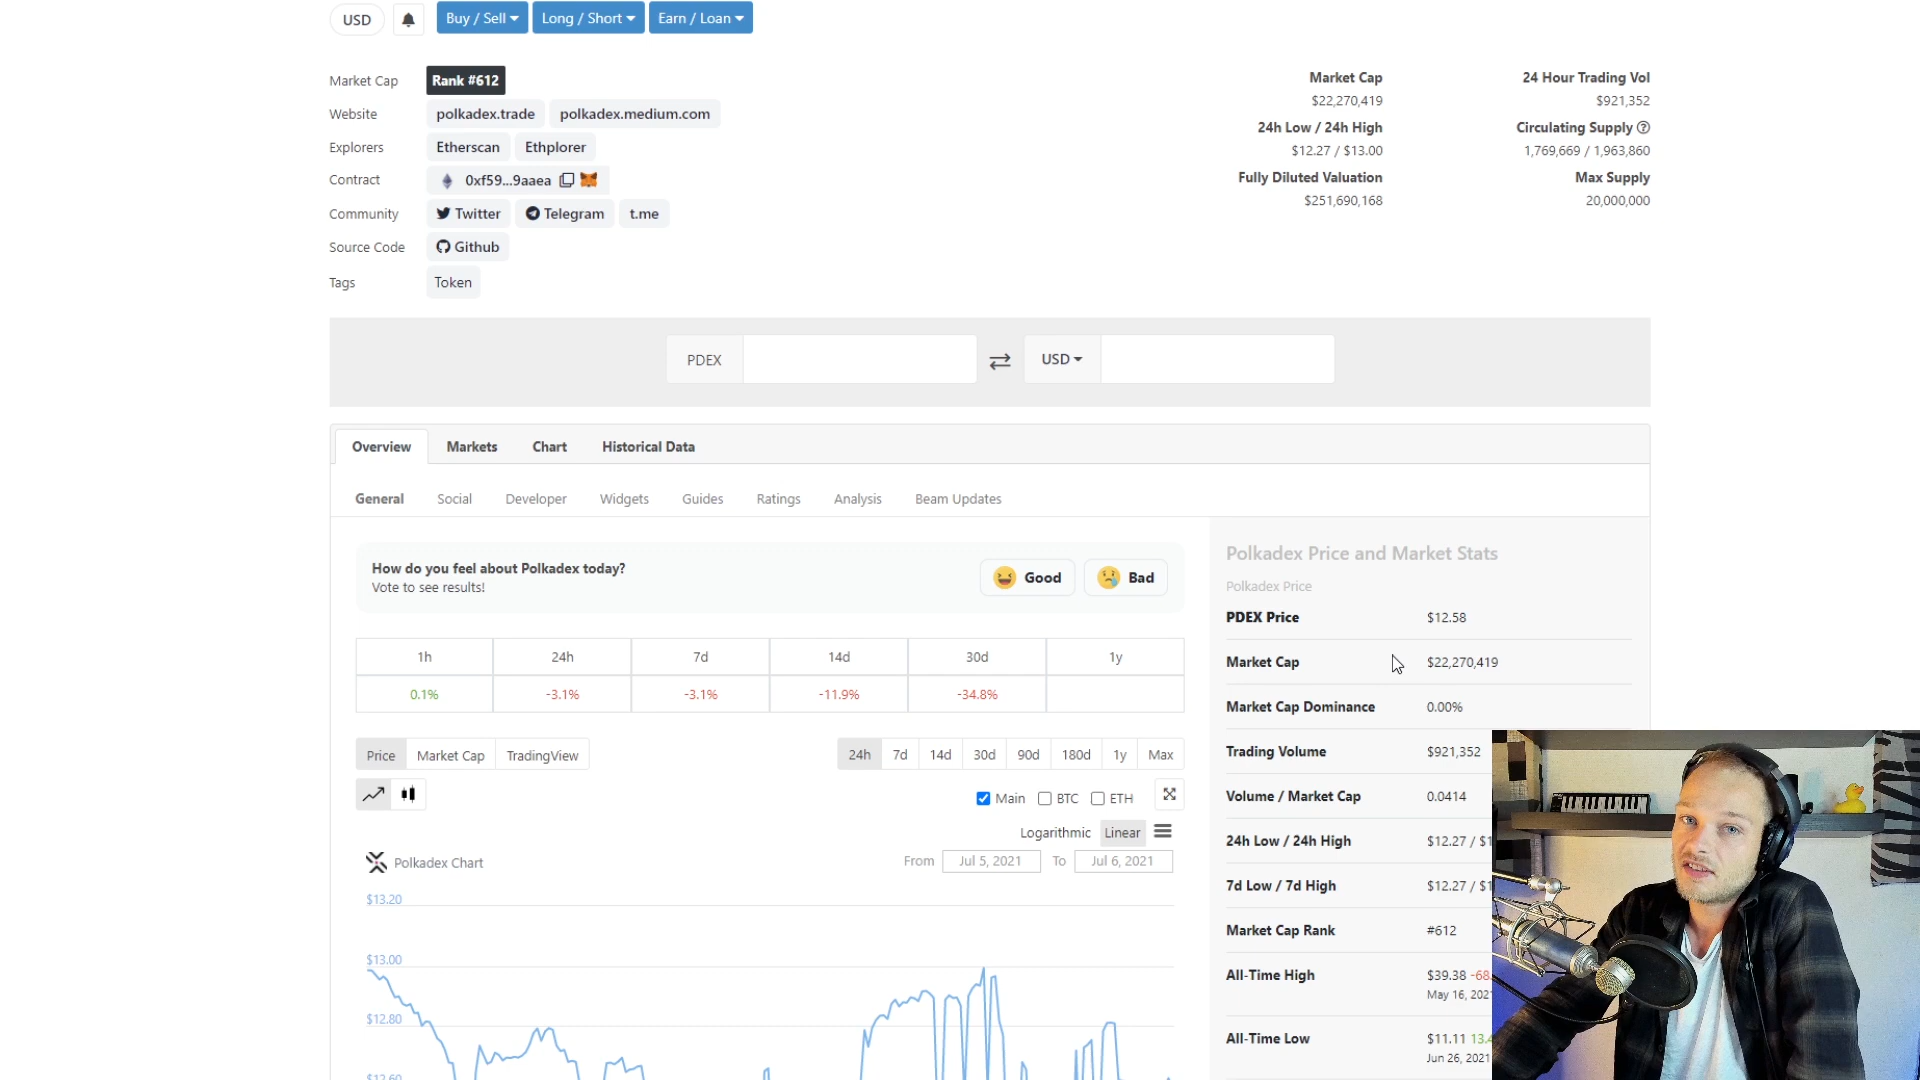 USD
Buy / Sell
Long / Short
Earn / Loan
Market Cap
Rank #612
Website
polkadex.trade
polkadex.medium.com
Explorers
Etherscan
Ethplorer
Contract
0xf59...9aaea
Community
Twitter
Telegram
t.me
Source Code
Github
Tags
Token
Market Cap
$22,270,419
24 Hour Trading Vol
$921,352
24h Low / 24h High
$12.27 / $13.00
Circulating Supply
1,769,669 / 1,963,860
Fully Diluted Valuation
$251,690,168
Max Supply
20,000,000
PDEX
USD
Overview
Markets
Chart
Historical Data
General
Social
Developer
Widgets
Guides
Ratings
Analysis
Beam Updates
How do you feel about Polkadex today?
Vote to see results!
Good
Bad
1h 24h 7d 14d 30d 1y
0.1% -3.1% -3.1% -11.9% -34.8%
Price
Market Cap
TradingView
24h 7d 14d 30d 90d 180d 1y Max
Main BTC ETH
Logarithmic Linear
Polkadex Chart
From Jul 5, 2021 To Jul 6, 2021
$13.20
$13.00
$12.80
$12.60
Polkadex Price and Market Stats
Polkadex Price
PDEX Price $12.58
Market Cap $22,270,419
Market Cap Dominance 0.00%
Trading Volume $921,352
Volume / Market Cap 0.0414
24h Low / 24h High $12.27 / $1
7d Low / 7d High $12.27 / $1
Market Cap Rank #612
All-Time High $39.38 -68
May 16, 202
All-Time Low $11.11 13.4
Jun 26, 2021